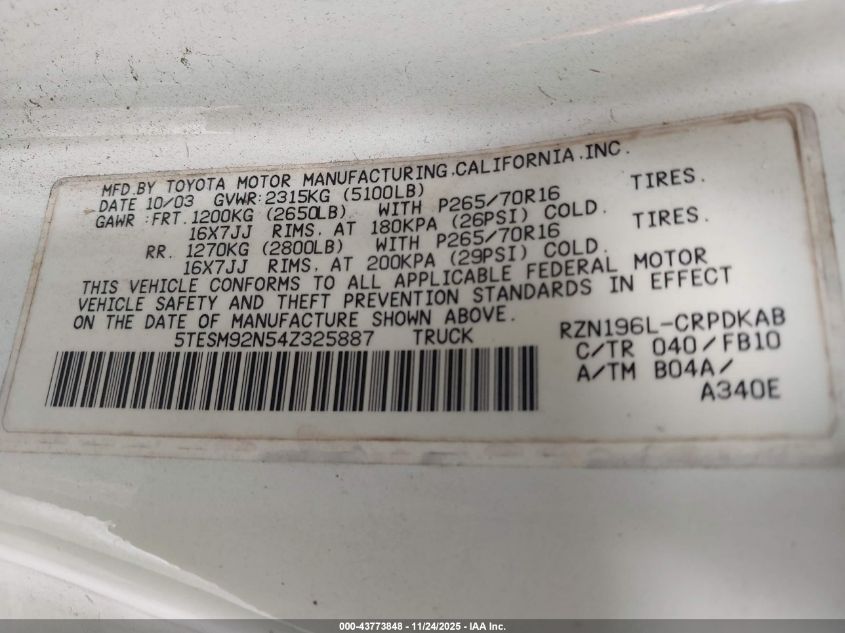 MFD.BY TOYOTA MOTOR MANUFACTURING.CALIFORNIA.INC.
DATE 10/03 GVWR:2315KG (5100LB)
GAWR:FRT.1200KG (2650LB) WITH P265/70R16 TIRES.
16X7JJ RIMS. AT 180KPA (26PSI) COLD.
RR. 1270KG (2800LB) WITH P265/70R16 TIRES.
16X7JJ RIMS. AT 200KPA (29PSI) COLD.
THIS VEHICLE CONFORMS TO ALL APPLICABLE FEDERAL MOTOR
VEHICLE SAFETY AND THEFT PREVENTION STANDARDS IN EFFECT
ON THE DATE OF MANUFACTURE SHOWN ABOVE.
5TESM92N54Z325887 TRUCK RZN196L-CRPDKAB
C/TR 040/FB10
A/TM B04A/
A340E
000-43773848 - 11/24/2025 - IAA Inc.